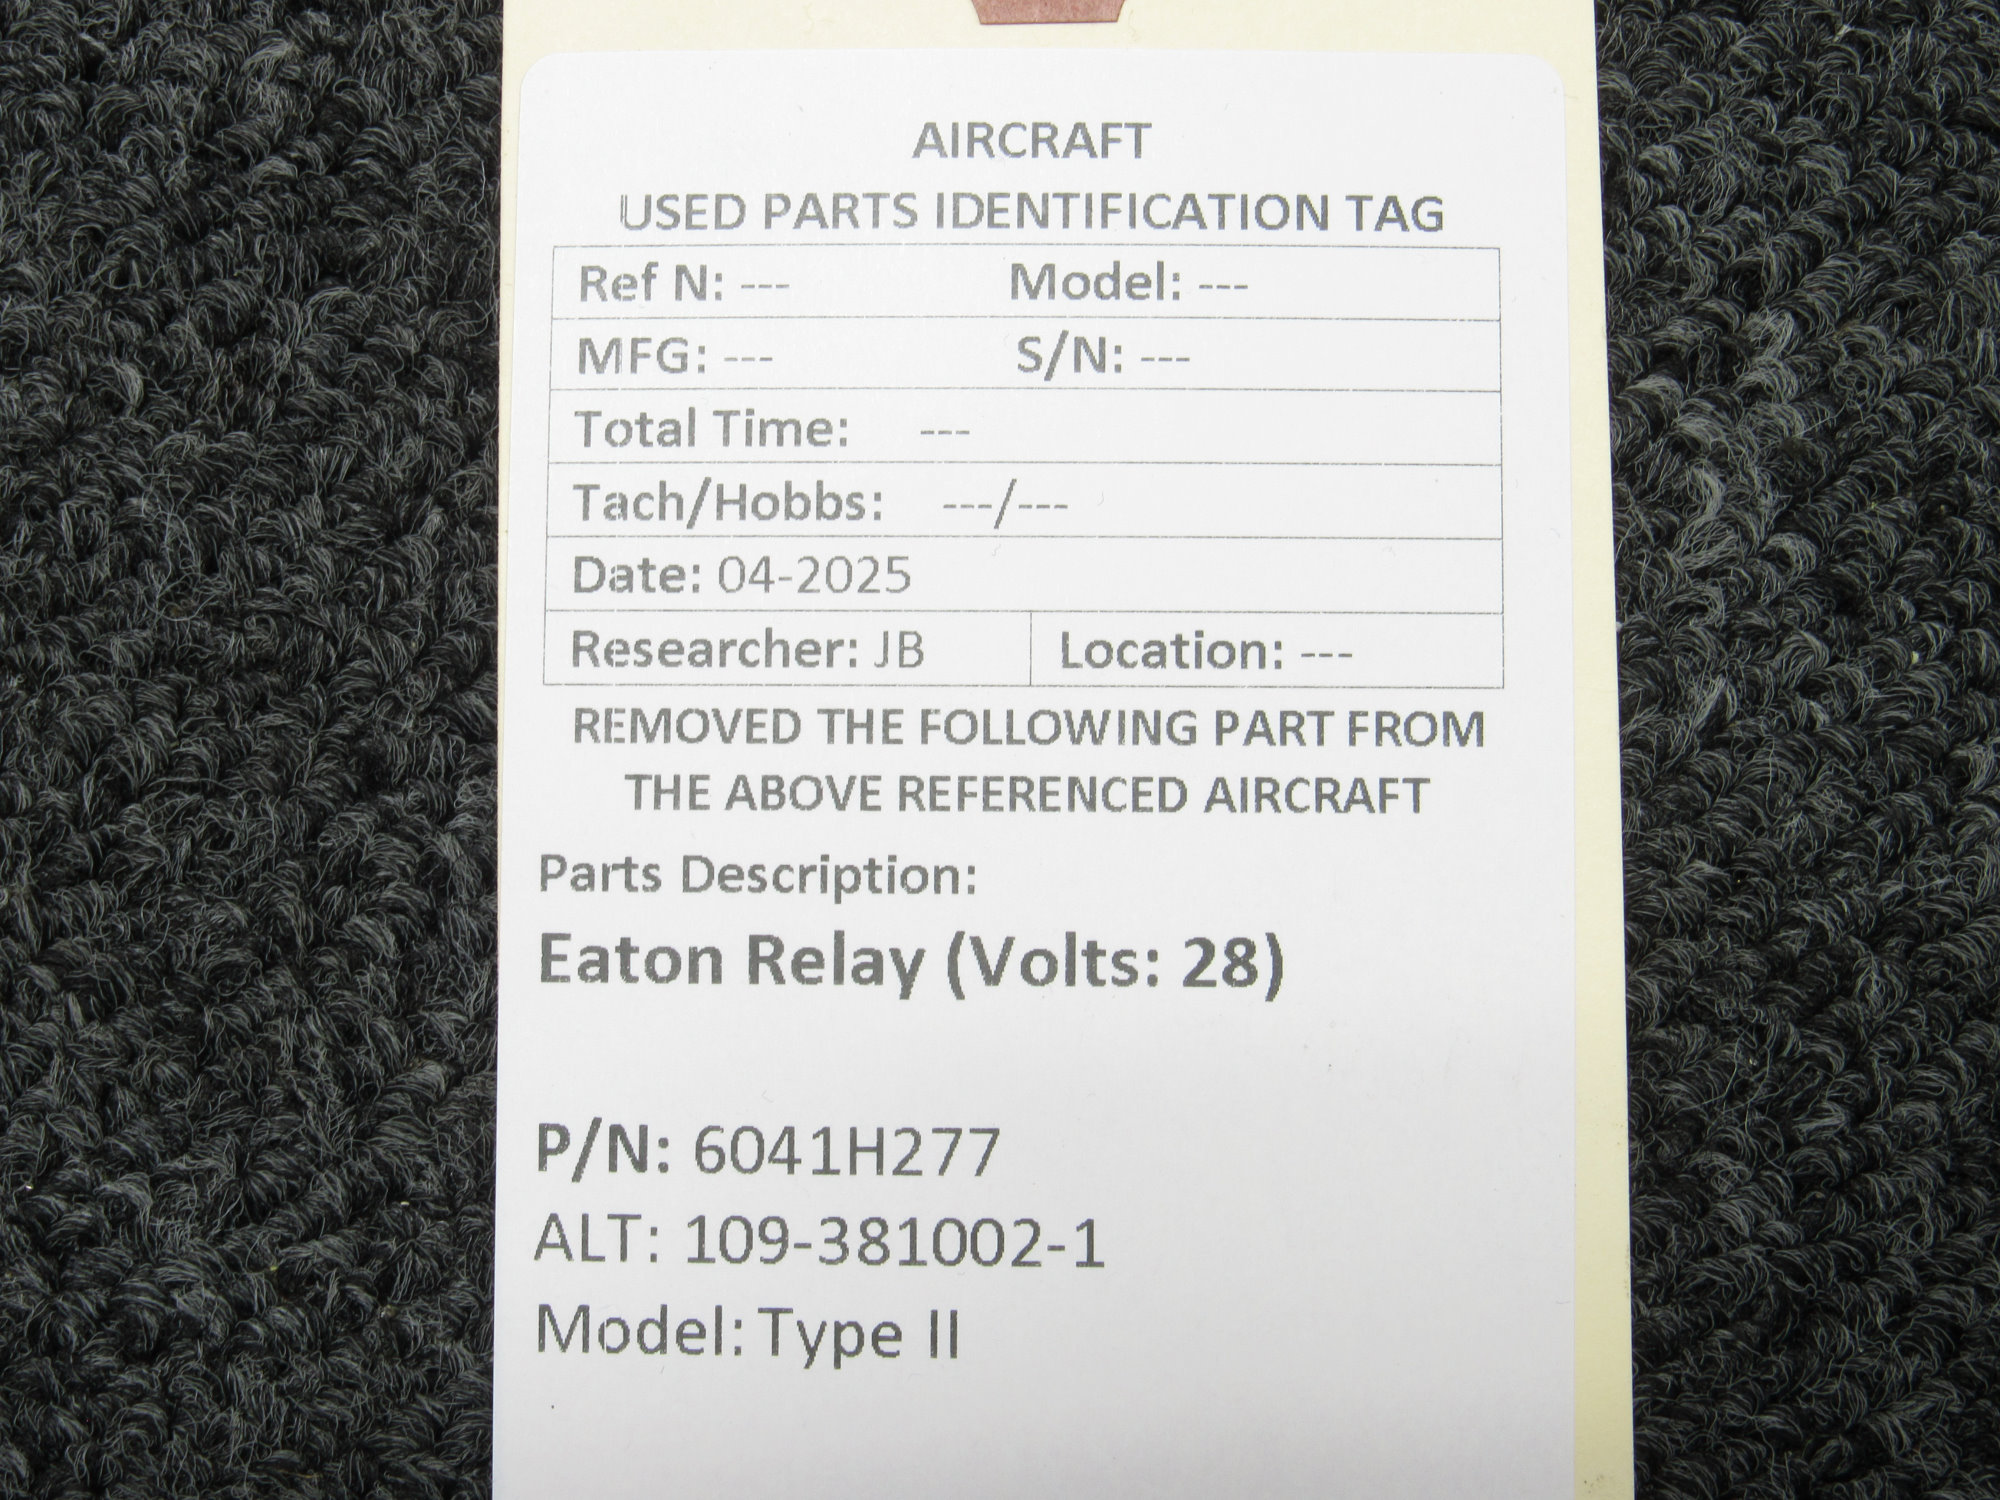 AIRCRAFT
USED PARTS IDENTIFICATION TAG
Ref N: --- Model: ---
MFG: --- S/N: ---
Total Time: ---
Tach/Hobbs: ---/---
Date: 04-2025
Researcher: JB Location: ---
REMOVED THE FOLLOWING PART FROM
THE ABOVE REFERENCED AIRCRAFT
Parts Description:
Eaton Relay (Volts: 28)
P/N: 6041H277
ALT: 109-381002-1
Model: Type II